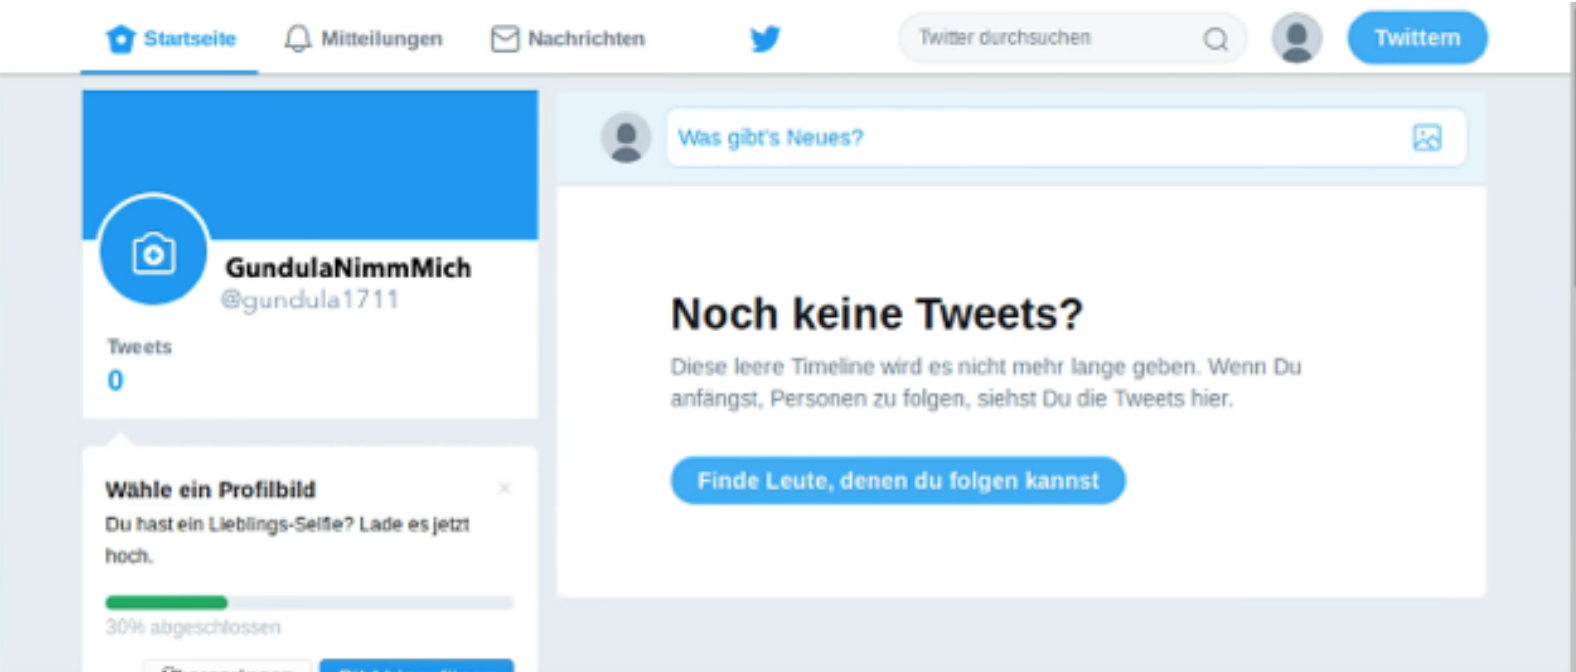 Startseite
Mitteilungen
Nachrichten
Twitter durchsuchen
Twittern
GundulaNimmMich
@gundula1711
Tweets
0
Wähle ein Profilbild
Du hast ein Lieblings-Selfie? Lade es jetzt
hoch.
30% abgeschlossen
Was gibt's Neues?
Noch keine Tweets?
Diese leere Timeline wird es nicht mehr lange geben. Wenn Du
anfängst, Personen zu folgen, siehst Du die Tweets hier.
Finde Leute, denen du folgen kannst